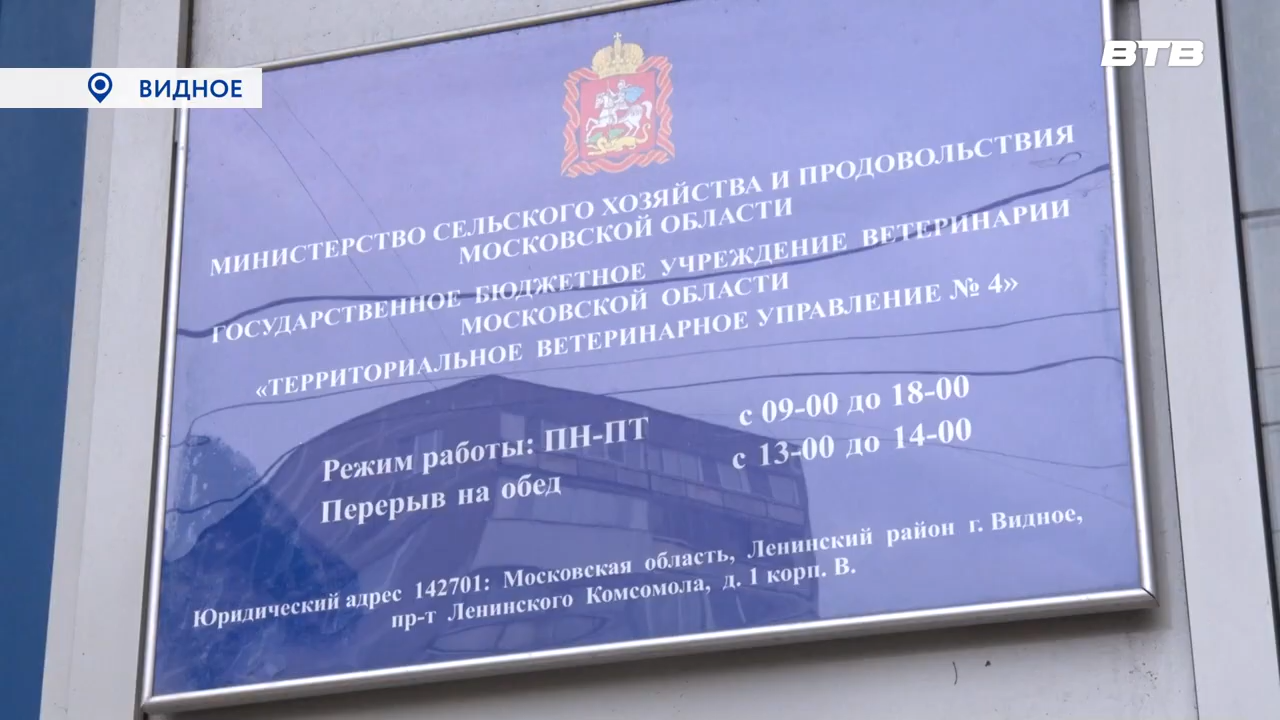 ВИДНОЕ
ВТВ
МИНИСТЕРСТВО СЕЛЬСКОГО ХОЗЯЙСТВА И ПРОДОВОЛЬСТВИЯ
МОСКОВСКОЙ ОБЛАСТИ
ГОСУДАРСТВЕННОЕ БЮДЖЕТНОЕ УЧРЕЖДЕНИЕ ВЕТЕРИНАРИИ
МОСКОВСКОЙ ОБЛАСТИ
«ТЕРРИТОРИАЛЬНОЕ ВЕТЕРИНАРНОЕ УПРАВЛЕНИЕ № 4»
Режим работы: ПН-ПТ с 09-00 до 18-00
Перерыв на обед с 13-00 до 14-00
Юридический адрес 142701: Московская область, Ленинский район г. Видное,
пр-т Ленинского Комсомола, д. 1 корп. В.